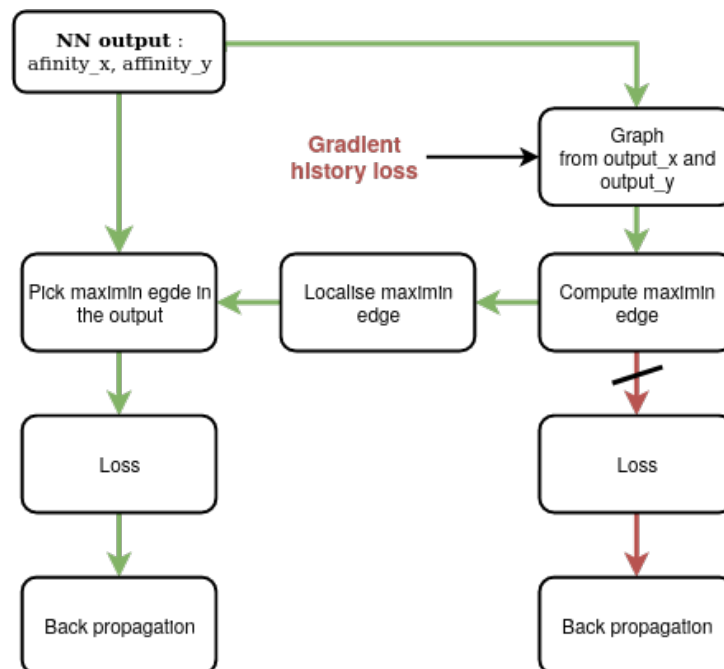 NN output :
afinity_x, affinity_y
Graph
from output_x and
output_y
Gradient
history loss
Pick maximin egde in
the output
Localise maximin
edge
Compute maximin
edge
Loss
Loss
Back propagation
Back propagation